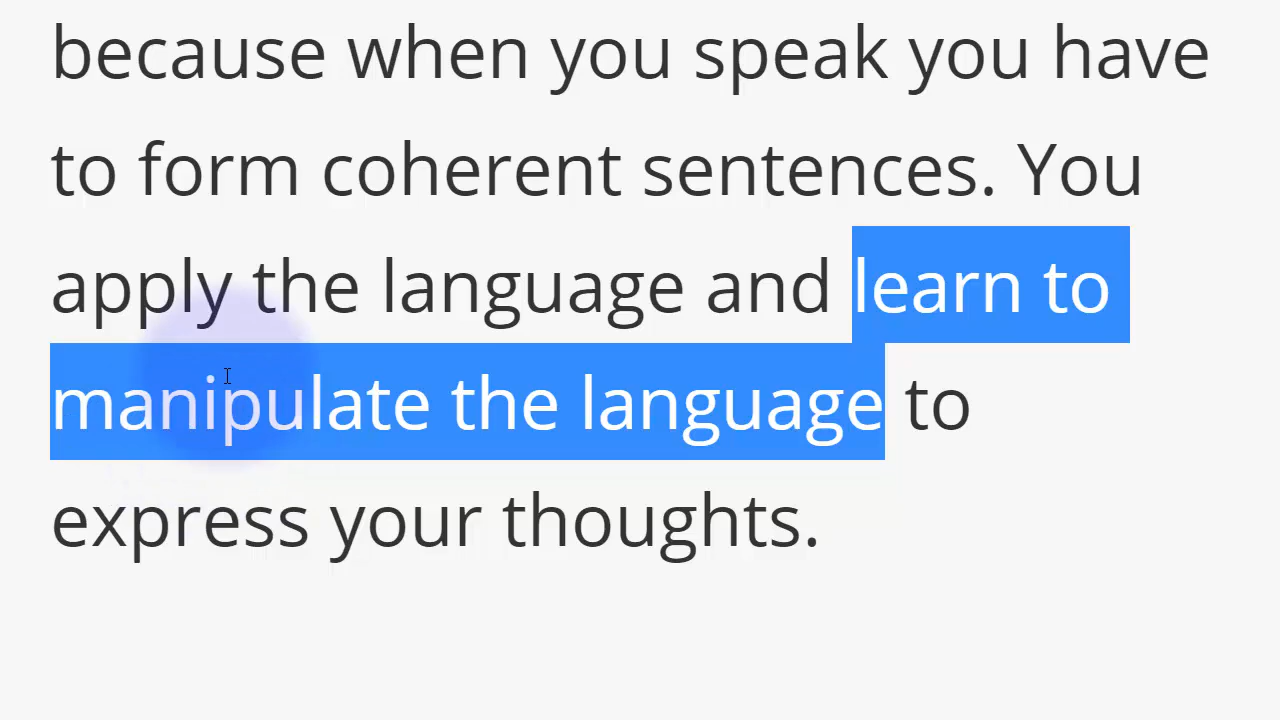 because when you speak you have
to form coherent sentences. You
apply the language and learn to
manipulate the language to
express your thoughts.